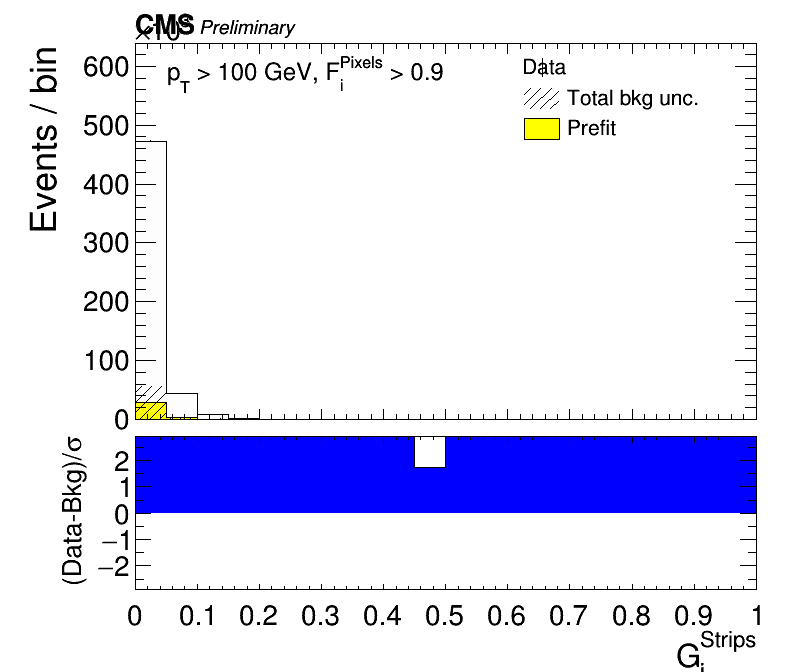 CMS Preliminary
×10³
Events / bin
600
500
400
300
200
100
0
p_T > 100 GeV, F_i^Pixels > 0.9
Data
Total bkg unc.
Prefit
(Data-Bkg)/σ
2
1
0
−1
−2
0 0.1 0.2 0.3 0.4 0.5 0.6 0.7 0.8 0.9 1
G_i^Strips